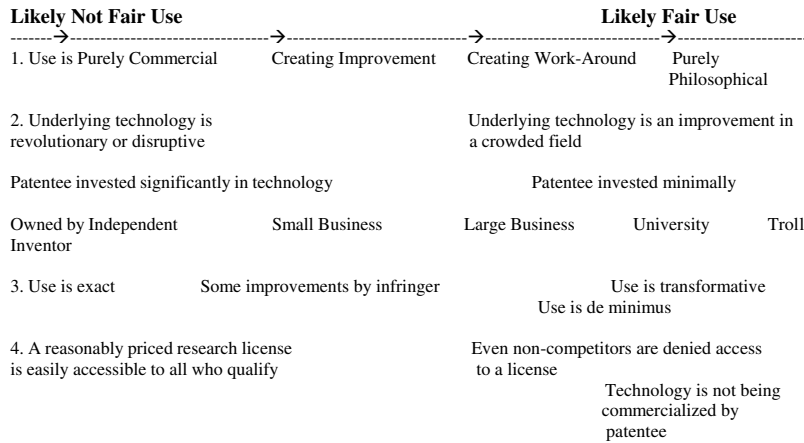 Likely Not Fair Use Likely Fair Use
-------→----------------------------------→------------------------------→-----------------------------→---------------------
1. Use is Purely Commercial Creating Improvement Creating Work-Around Purely
Philosophical
2. Underlying technology is Underlying technology is an improvement in
revolutionary or disruptive a crowded field
Patentee invested significantly in technology Patentee invested minimally
Owned by Independent Small Business Large Business University Troll
Inventor
3. Use is exact Some improvements by infringer Use is transformative
Use is de minimus
4. A reasonably priced research license Even non-competitors are denied access
is easily accessible to all who qualify to a license
Technology is not being
commercialized by
patentee